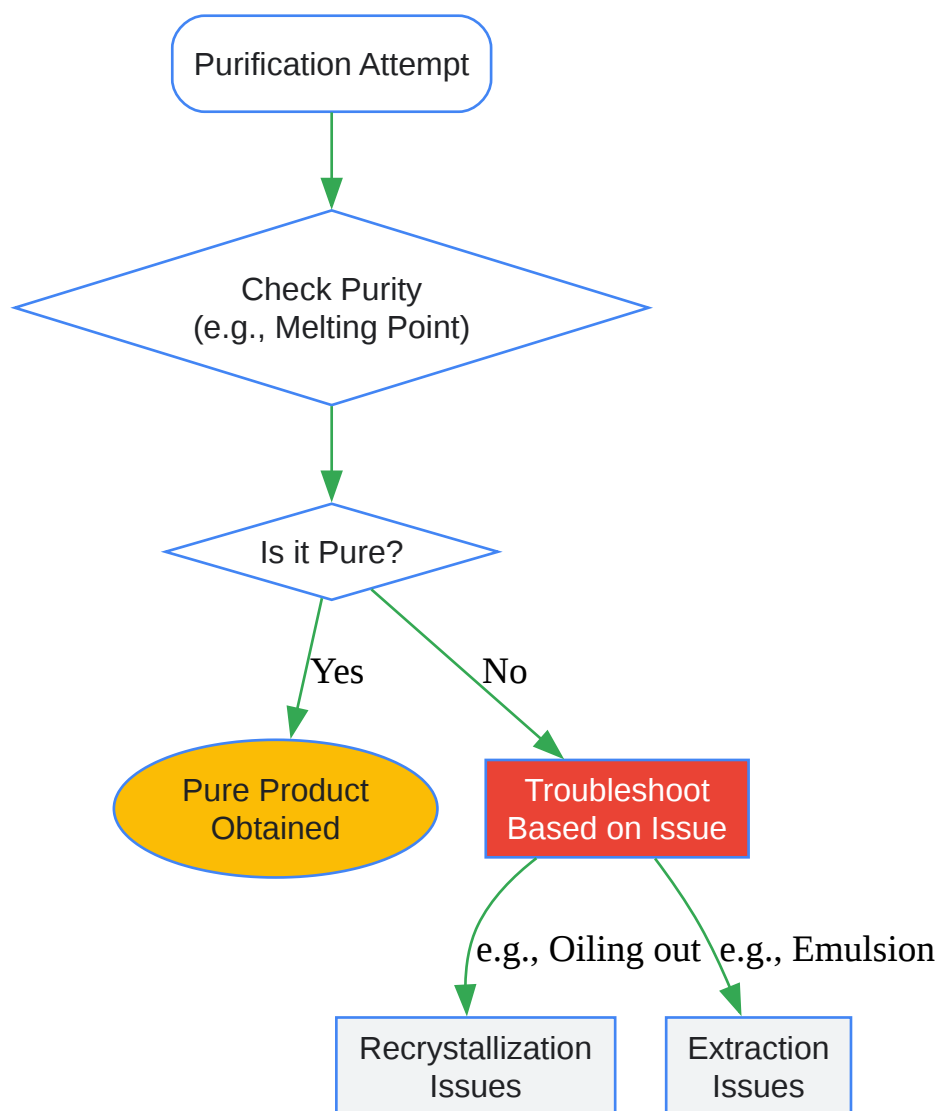 Purification Attempt
Check Purity
(e.g., Melting Point)
Is it Pure?
Yes
No
Pure Product
Obtained
Troubleshoot
Based on Issue
e.g., Oiling out
e.g., Emulsion
Recrystallization
Issues
Extraction
Issues